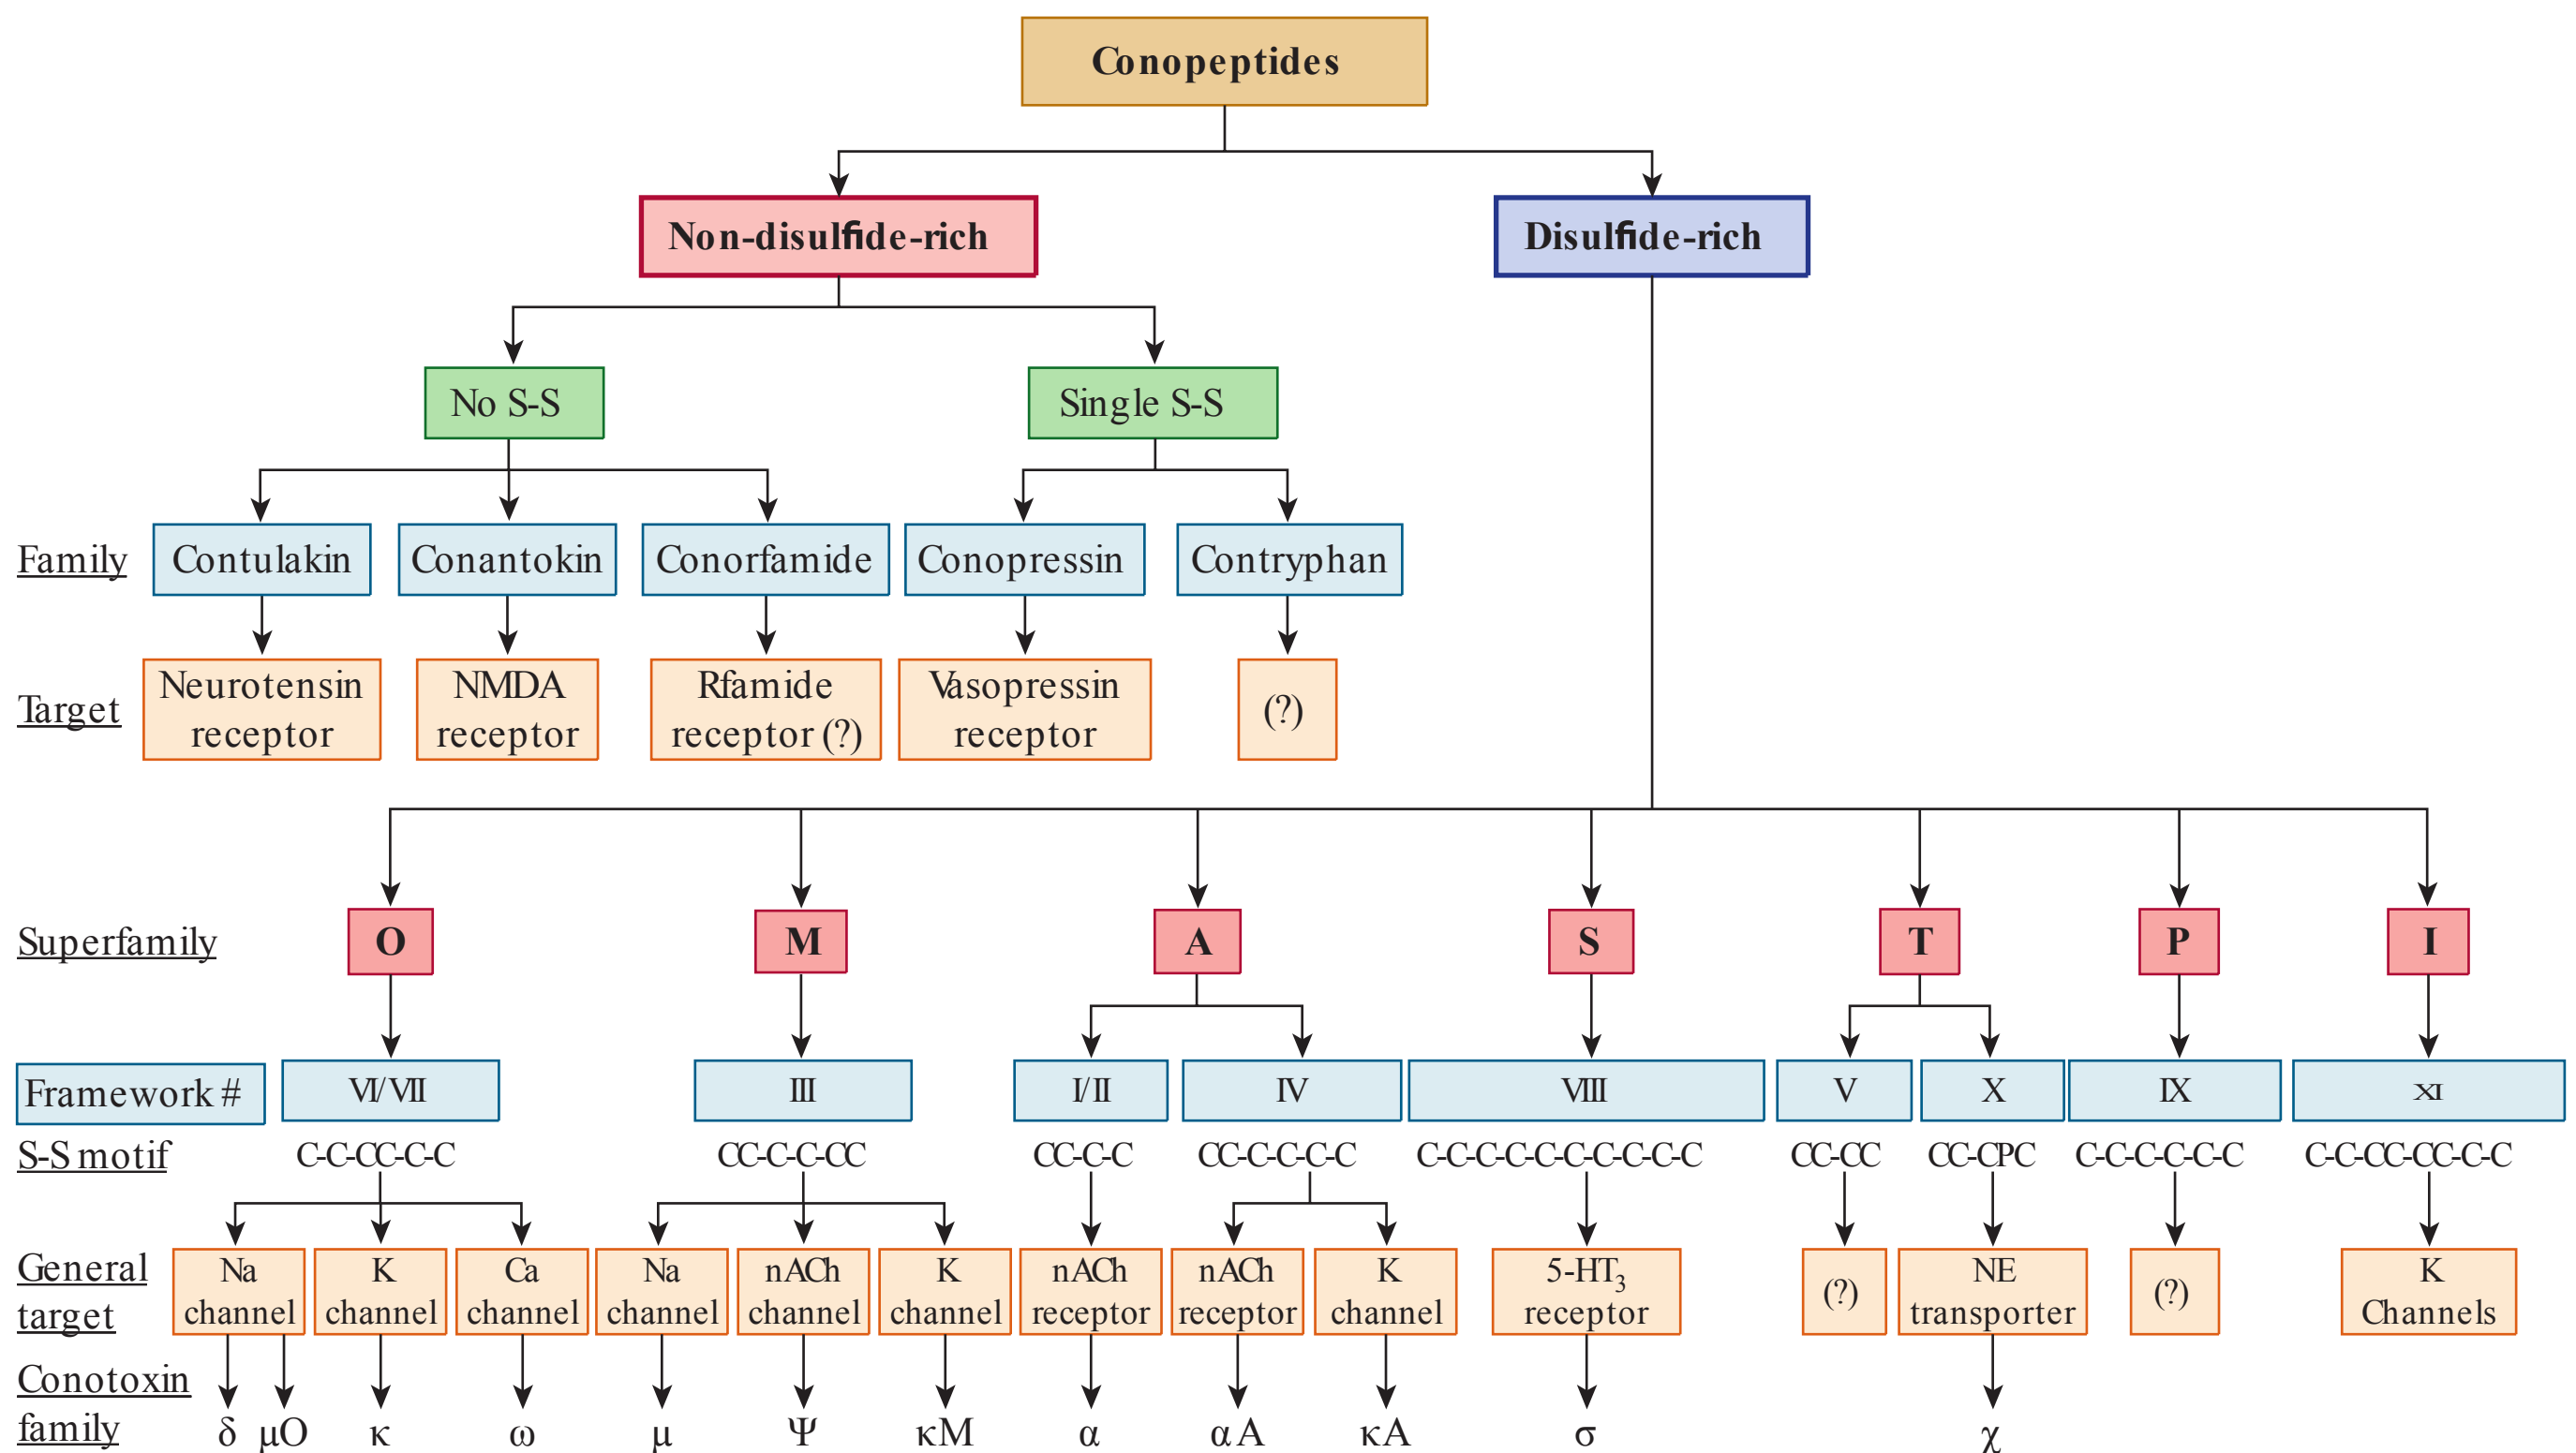 Conopeptides
Non-disulfide-rich
Disulfide-rich
No S-S
Single S-S
Family
Contulakin
Conantokin
Conorfamide
Conopressin
Contryphan
Target
Neurotensin
receptor
NMDA
receptor
Rfamide
receptor (?)
Vasopressin
receptor
(?)
Superfamily
O
M
A
S
T
P
I
Framework #
VI/VII
III
I/II
IV
VIII
V
X
IX
XI
S-S motif
C-C-CC-C-C
CC-C-C-CC
CC-C-C
CC-C-C-C-C
C-C-C-C-C-C-C-C-C-C
CC-CC
CC-CPC
C-C-C-C-C-C
C-C-CC-CC-C-C
General
target
Na
channel
K
channel
Ca
channel
Na
channel
nACh
channel
K
channel
nACh
receptor
nACh
receptor
K
channel
5-HT3
receptor
(?)
NE
transporter
(?)
K
Channels
Conotoxin
family
δ
μO
κ
ω
μ
Ψ
κM
α
αA
κA
σ
χ